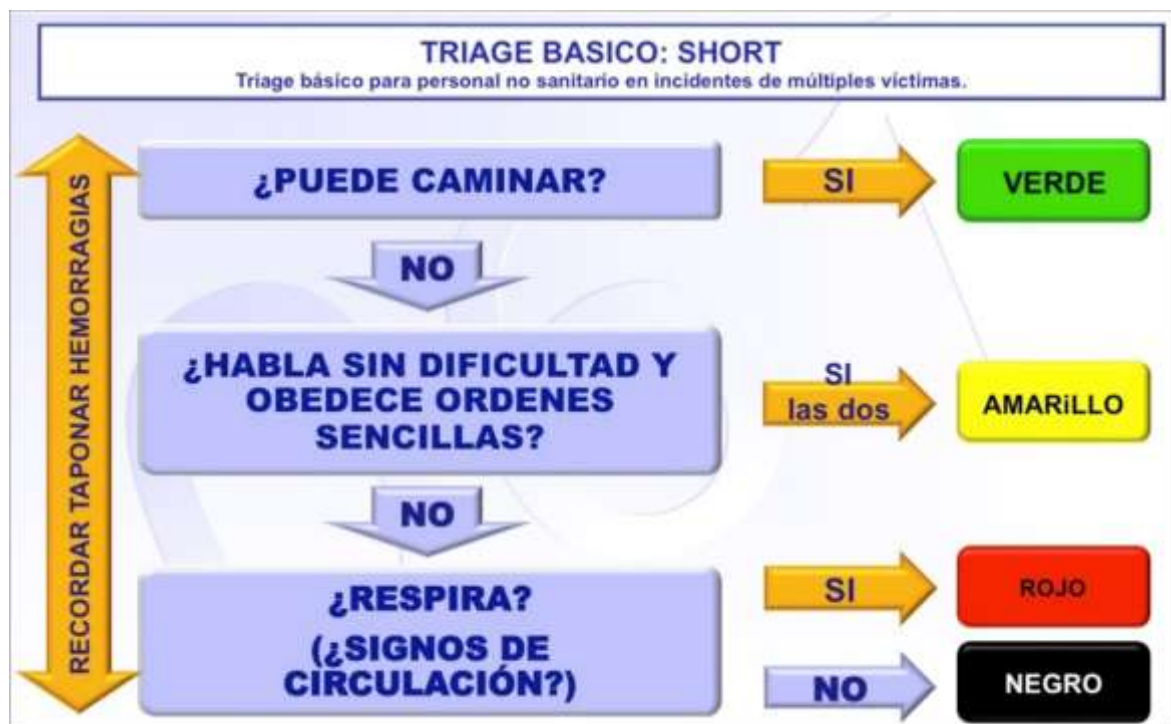 TRIAGE BASICO: SHORT
Triage básico para personal no sanitario en incidentes de múltiples víctimas.
RECORDAR TAPONAR HEMORRAGIAS
¿PUEDE CAMINAR?
SI
VERDE
NO
¿HABLA SIN DIFICULTAD Y
OBEDECE ORDENES
SENCILLAS?
SI
las dos
AMARiLLO
NO
¿RESPIRA?
(¿SIGNOS DE
CIRCULACIÓN?)
SI
ROJO
NO
NEGRO